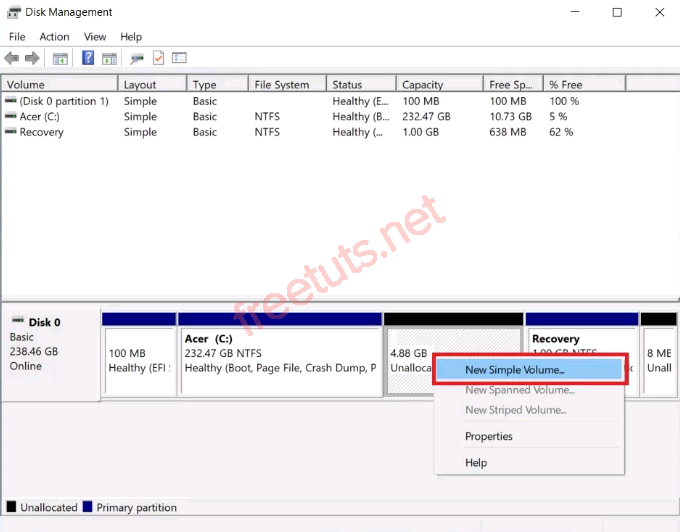 Disk Management
File Action View Help
Volume Layout Type File System Status Capacity Free Sp... % Free
(Disk 0 partition 1) Simple Basic Healthy (E... 100 MB 100 MB 100 %
Acer (C:) Simple Basic NTFS Healthy (B... 232.47 GB 10.73 GB 5 %
Recovery Simple Basic NTFS Healthy (... 1.00 GB 638 MB 62 %
freetuts.net
Disk 0
Basic
238.46 GB
Online
100 MB
Healthy (EFI
Acer (C:)
232.47 GB NTFS
Healthy (Boot, Page File, Crash Dump, P
4.88 GB
Unalloc
Recovery
1.00 GB NTFS
8 ME
Unall
New Simple Volume...
New Spanned Volume...
New Striped Volume...
Properties
Help
Unallocated Primary partition